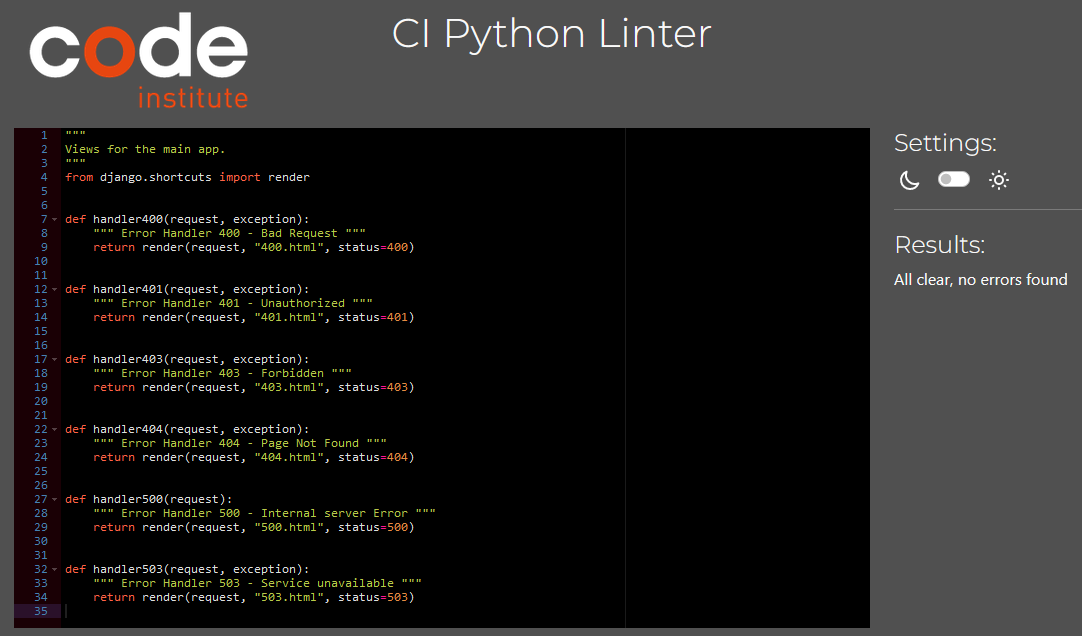 code
institute
CI Python Linter
1 """
2 Views for the main app.
3 """
4 from django.shortcuts import render
5
6
7 def handler400(request, exception):
8     """ Error Handler 400 - Bad Request """
9     return render(request, "400.html", status=400)
10
11
12 def handler401(request, exception):
13     """ Error Handler 401 - Unauthorized """
14     return render(request, "401.html", status=401)
15
16
17 def handler403(request, exception):
18     """ Error Handler 403 - Forbidden """
19     return render(request, "403.html", status=403)
20
21
22 def handler404(request, exception):
23     """ Error Handler 404 - Page Not Found """
24     return render(request, "404.html", status=404)
25
26
27 def handler500(request):
28     """ Error Handler 500 - Internal server Error """
29     return render(request, "500.html", status=500)
30
31
32 def handler503(request, exception):
33     """ Error Handler 503 - Service unavailable """
34     return render(request, "503.html", status=503)
35
Settings:
Results:
All clear, no errors found